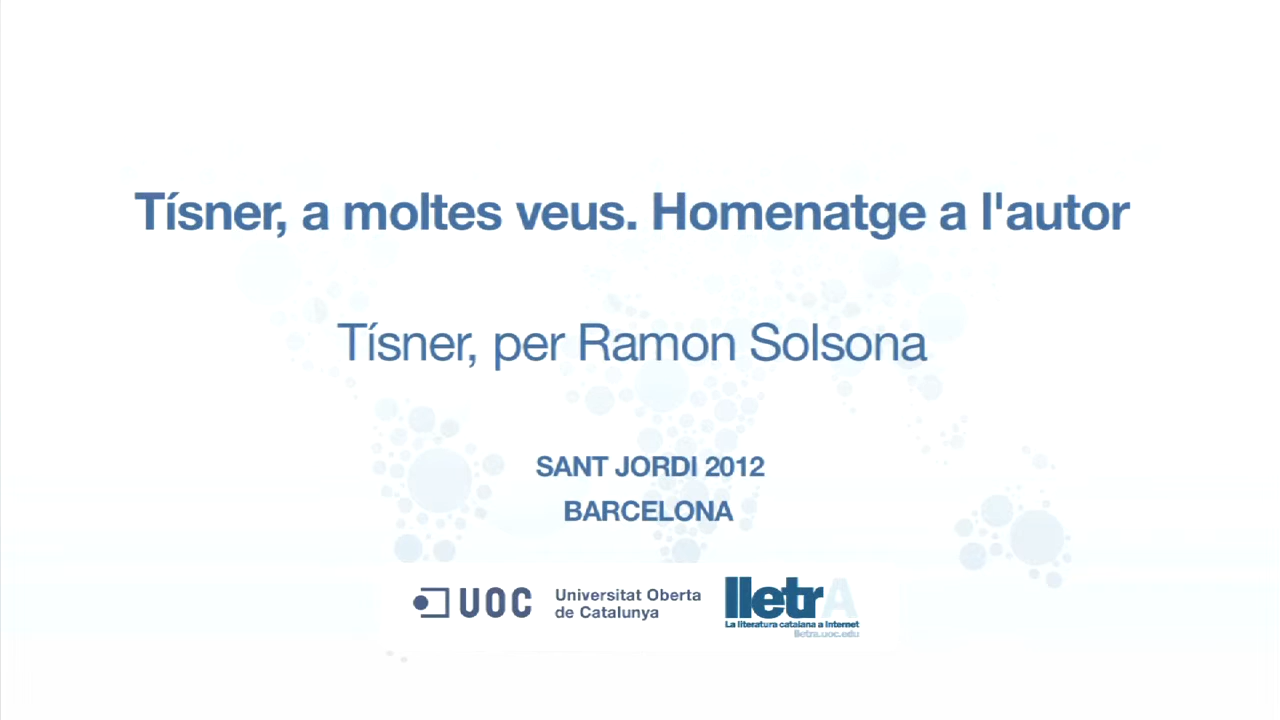 Tísner, a moltes veus. Homenatge a l'autor
Tísner, per Ramon Solsona
SANT JORDI 2012
BARCELONA
UOC
Universitat Oberta
de Catalunya
lletrA
La literatura catalana a Internet
lletra.uoc.edu